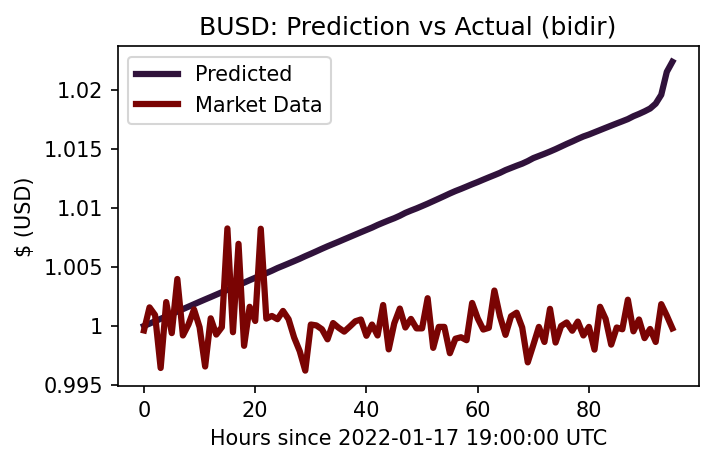 BUSD: Prediction vs Actual (bidir)
Predicted
Market Data
$ (USD)
1.02
1.015
1.01
1.005
1
0.995
0 20 40 60 80
Hours since 2022-01-17 19:00:00 UTC